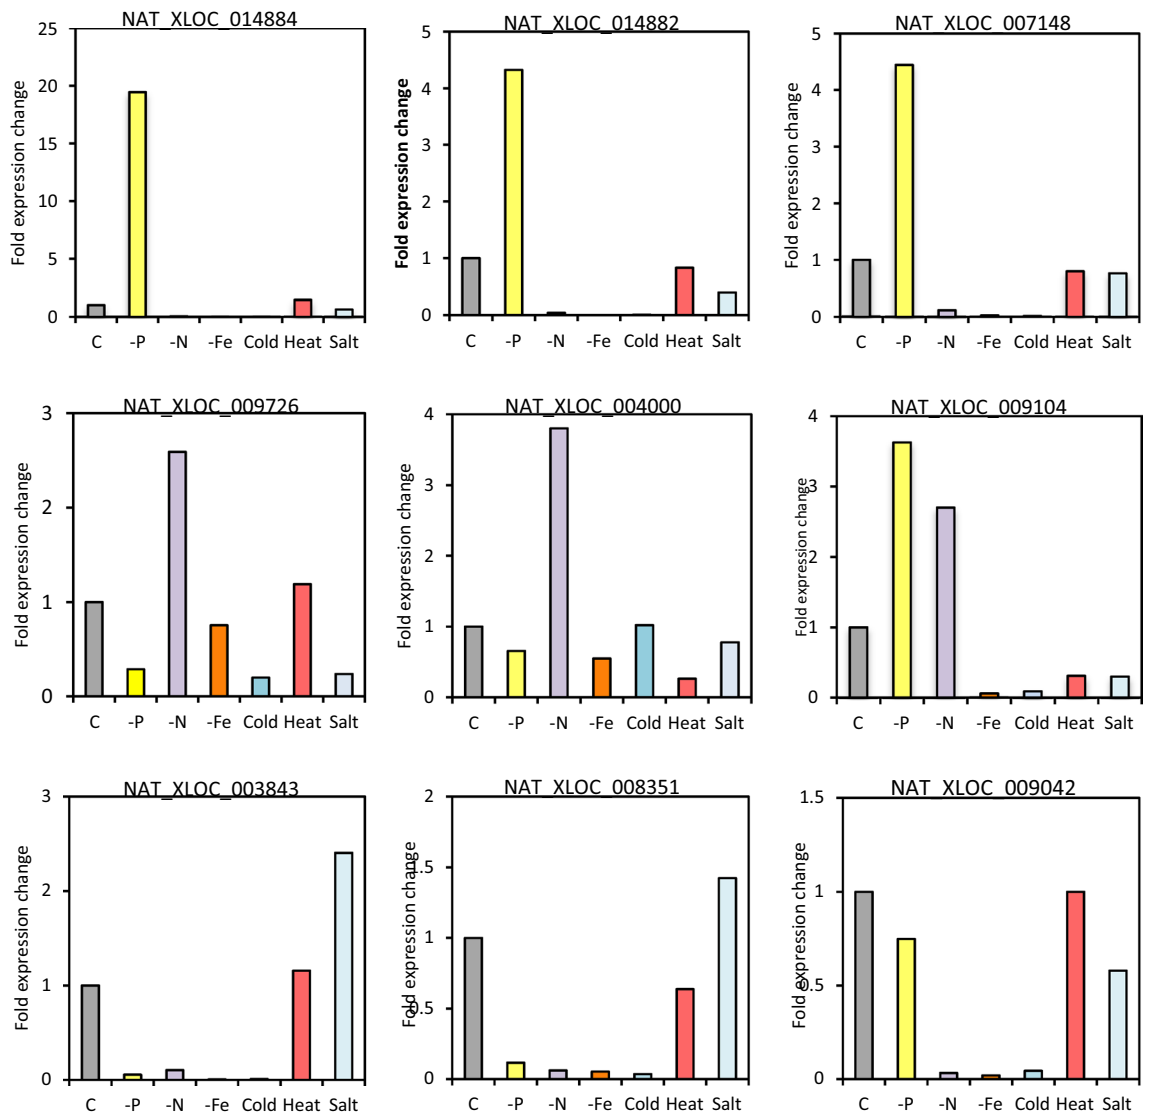 NAT_XLOC_014884
Fold expression change
25
20
15
10
5
0
C -P -N -Fe Cold Heat Salt
NAT_XLOC_014882
Fold expression change
5
4
3
2
1
0
C -P -N -Fe Cold Heat Salt
NAT_XLOC_007148
Fold expression change
5
4
3
2
1
0
C -P -N -Fe Cold Heat Salt
NAT_XLOC_009726
Fold expression change
3
2
1
0
C -P -N -Fe Cold Heat Salt
NAT_XLOC_004000
Fold expression change
4
3
2
1
0
C -P -N -Fe Cold Heat Salt
NAT_XLOC_009104
Fold expression change
4
3
2
1
0
C -P -N -Fe Cold Heat Salt
NAT_XLOC_003843
Fold expression change
3
2
1
0
C -P -N -Fe Cold Heat Salt
NAT_XLOC_008351
Fold expression change
2
1.5
1
0.5
0
C -P -N -Fe Cold Heat Salt
NAT_XLOC_009042
Fold expression change
1.5
1
0.5
0
C -P -N -Fe Cold Heat Salt